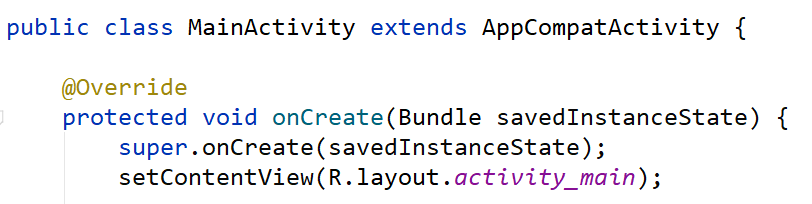 public class MainActivity extends AppCompatActivity {
@Override
protected void onCreate(Bundle savedInstanceState) {
super.onCreate(savedInstanceState);
setContentView(R.layout.activity_main);